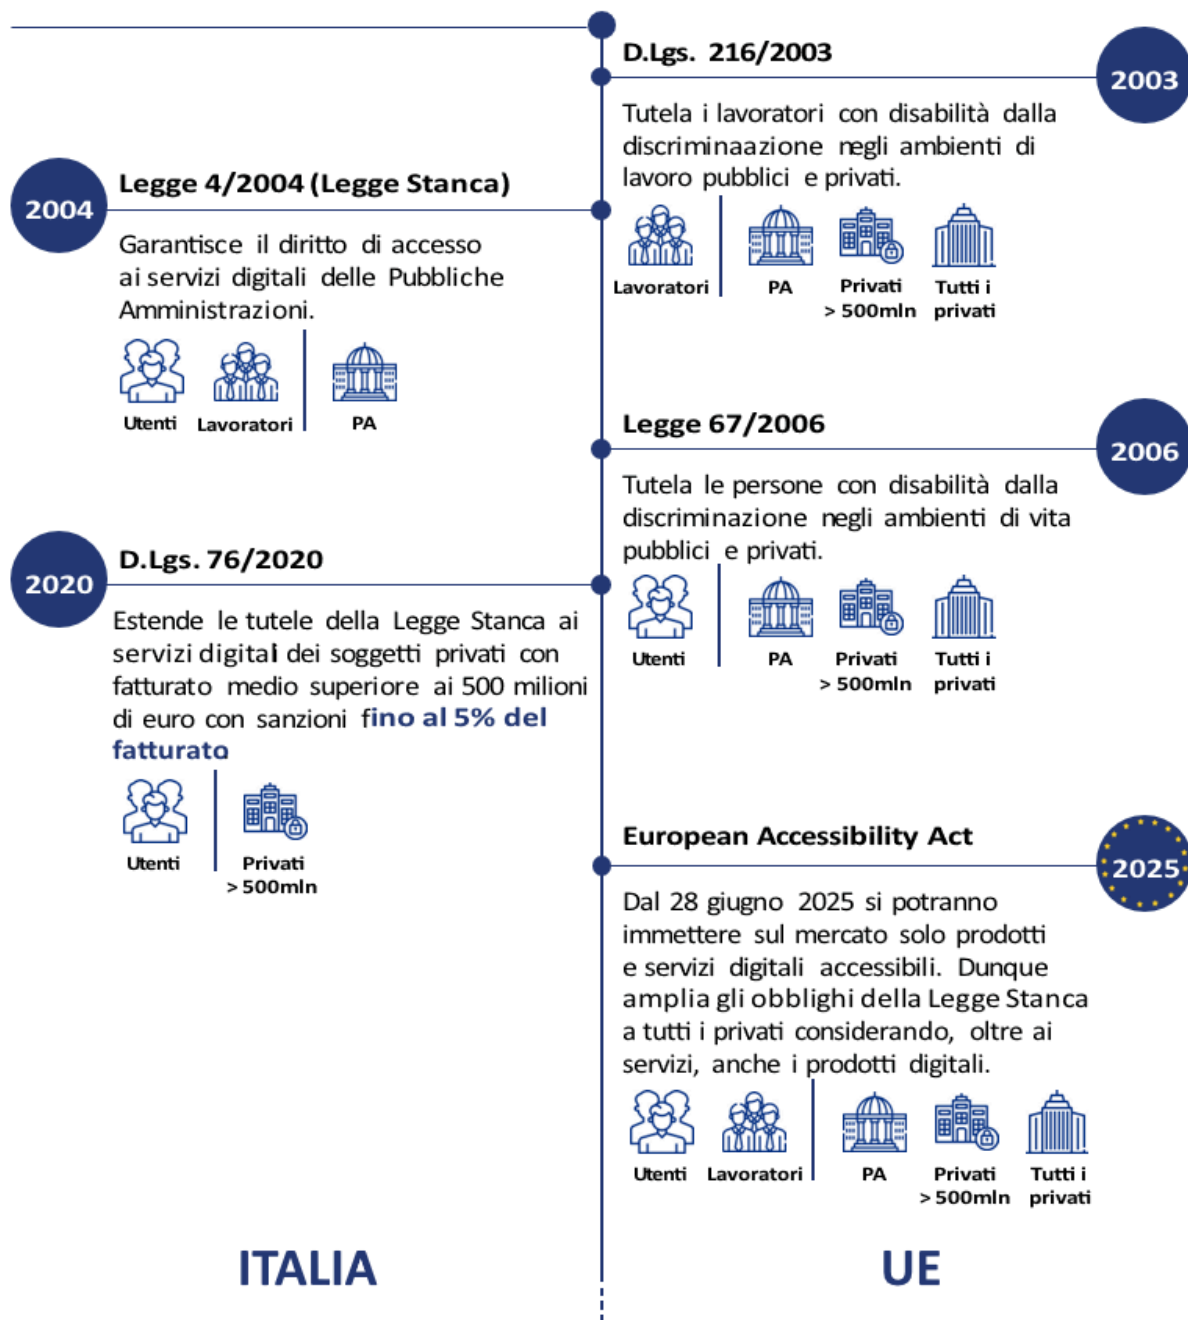 D.Lgs. 216/2003
2003
Tutela i lavoratori con disabilità dalla
discriminaazione negli ambienti di
lavoro pubblici e privati.
Lavoratori
PA
Privati
> 500mln
Tutti i
privati
2004
Legge 4/2004 (Legge Stanca)
Garantisce il diritto di accesso
ai servizi digitali delle Pubbliche
Amministrazioni.
Utenti
Lavoratori
PA
Legge 67/2006
2006
Tutela le persone con disabilità dalla
discriminazione negli ambienti di vita
pubblici e privati.
Utenti
PA
Privati
> 500mln
Tutti i
privati
2020
D.Lgs. 76/2020
Estende le tutele della Legge Stanca ai
servizi digitali dei soggetti privati con
fatturato medio superiore ai 500 milioni
di euro con sanzioni fino al 5% del
fatturato
Utenti
Privati
> 500mln
European Accessibility Act
2025
Dal 28 giugno 2025 si potranno
immettere sul mercato solo prodotti
e servizi digitali accessibili. Dunque
amplia gli obblighi della Legge Stanca
a tutti i privati considerando, oltre ai
servizi, anche i prodotti digitali.
Utenti
Lavoratori
PA
Privati
> 500mln
Tutti i
privati
ITALIA
UE